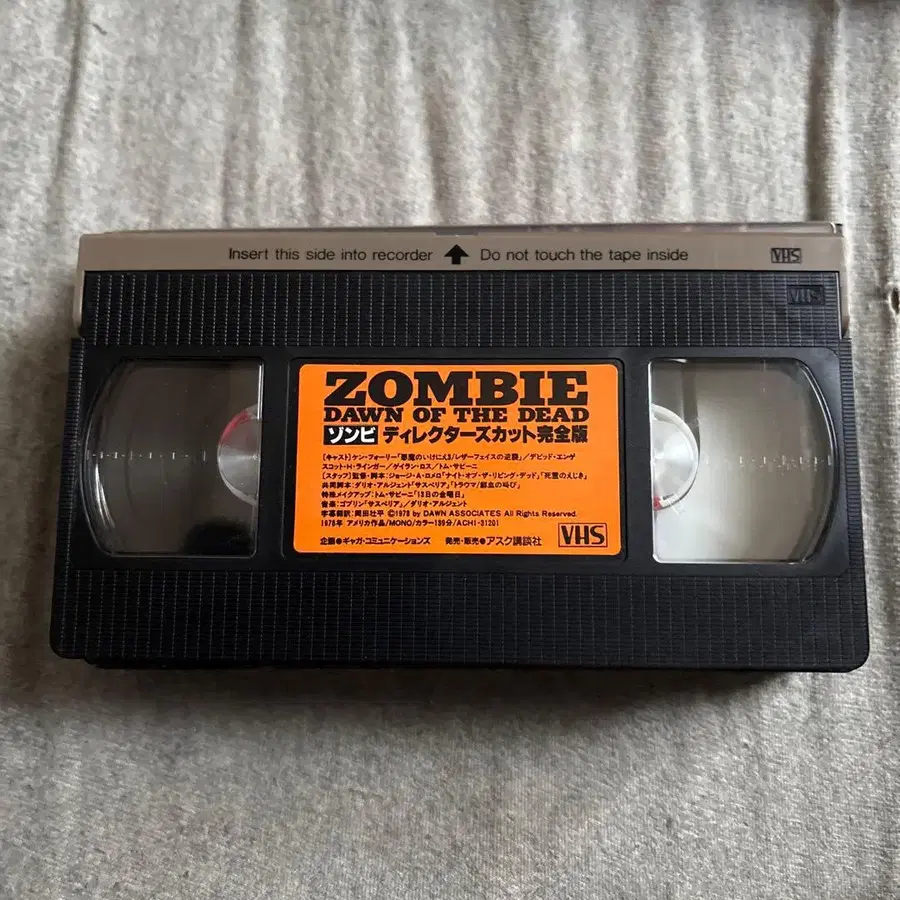 Insert this side into recorder ↑ Do not touch the tape inside VHS
VHS
ZOMBIE
DAWN OF THE DEAD
ゾンビ ディレクターズカット完全版
[キャスト]ケン・フォーリー「悪魔のいけにえ3/レザーフェイスの逆襲」/デビッド・エンゲ
スコット・H・ラインガー/ゲイラン・ロス/トム・サビーニ
[スタッフ]監督・脚本:ジョージ・A・ロメロ「ナイト・オブ・ザ・リビング・デッド」、「死霊のえじき」
共同脚本:ダリオ・アルジェント「サスペリア」、「トラウマ/鮮血の叫び」
特殊メイクアップ:トム・サビーニ「13日の金曜日」
音楽:ゴブリン「サスペリア」/ダリオ・アルジェント
字幕翻訳:岡田壮平 ©1978 by DAWN ASSOCIATES All Rights Reserved.
1978年 アメリカ作品/MONO/カラー139分/ACH1-31201
企画●ギャガ・コミュニケーションズ 発売・販売●アスク講談社 VHS